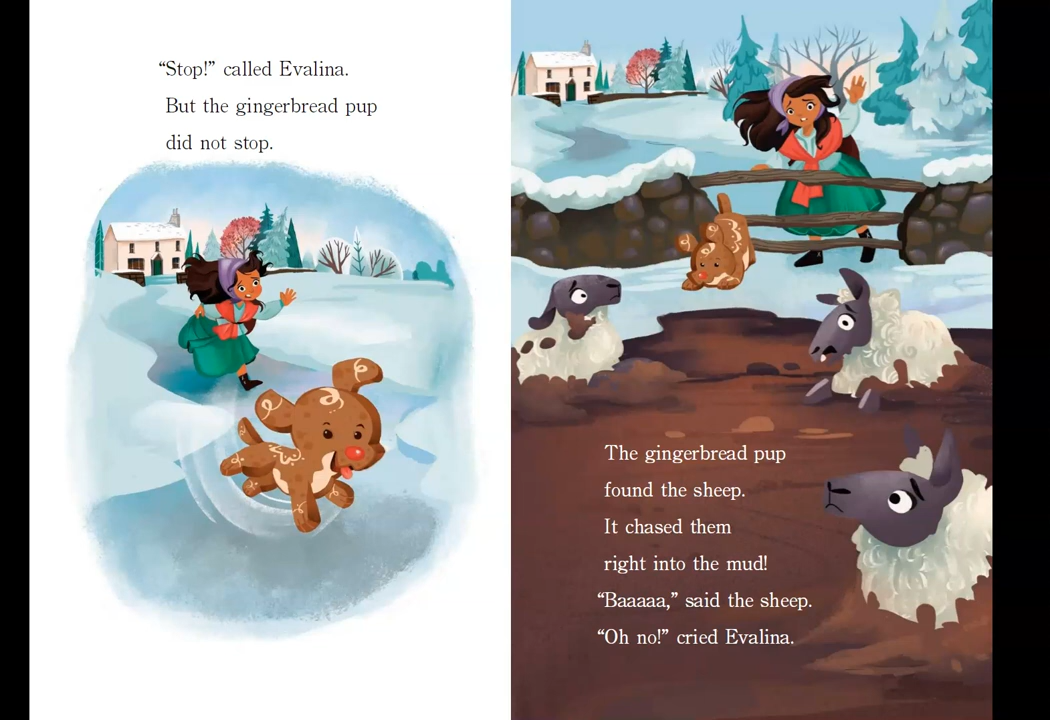 “Stop!” called Evalina.
But the gingerbread pup
did not stop.
The gingerbread pup
found the sheep.
It chased them
right into the mud!
“Baaaaa,” said the sheep.
“Oh no!” cried Evalina.